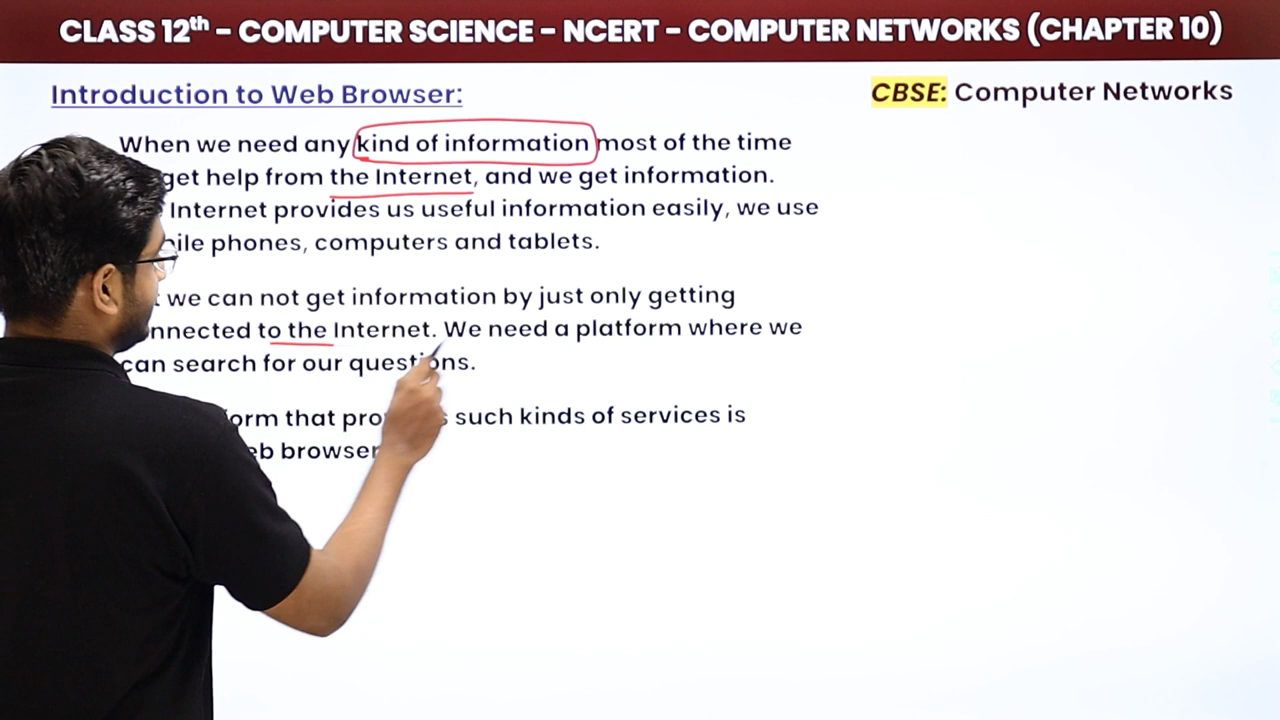 CLASS 12th – COMPUTER SCIENCE – NCERT – COMPUTER NETWORKS (CHAPTER 10)
Introduction to Web Browser:
CBSE: Computer Networks
When we need any kind of information most of the time
get help from the Internet, and we get information.
Internet provides us useful information easily, we use
phones, computers and tablets.
we can not get information by just only getting
to the Internet. We need a platform where we
can search for our questions.
that such kinds of services is
browser